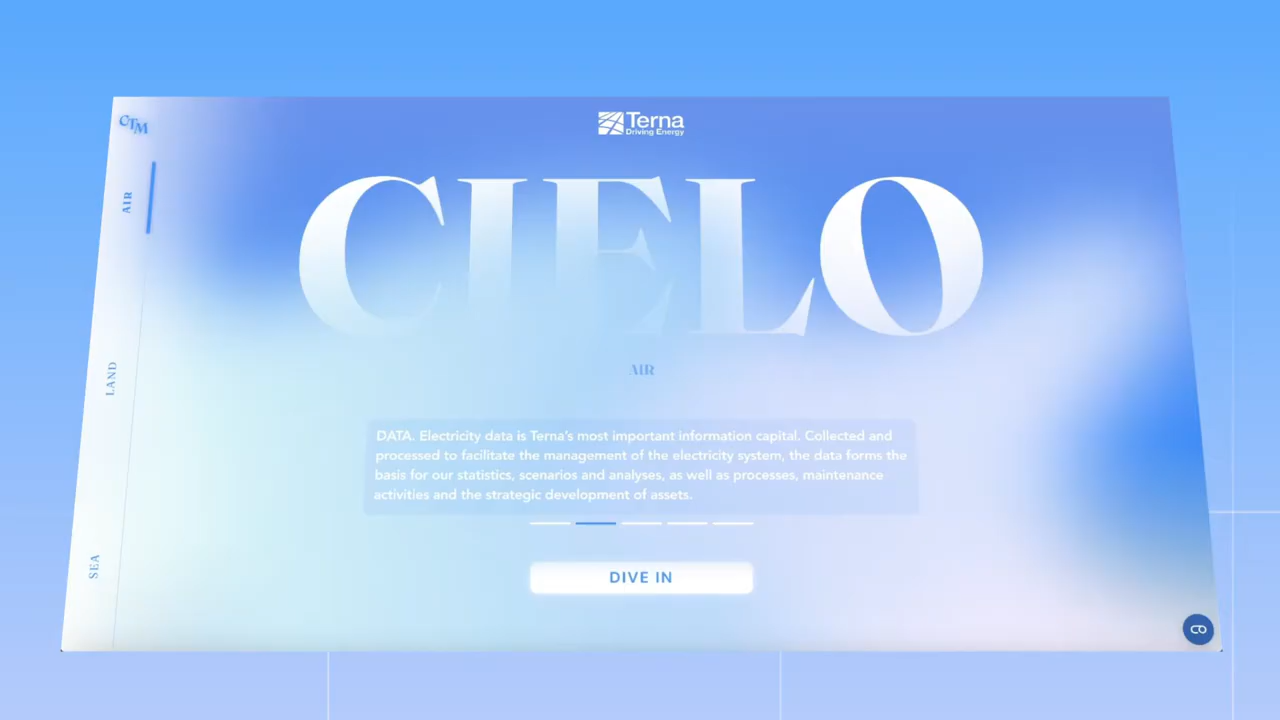 CTM
Terna
Driving Energy
AIR
LAND
SEA
CIELO
AIR
DATA. Electricity data is Terna's most important information capital. Collected and
processed to facilitate the management of the electricity system, the data forms the
basis for our statistics, scenarios and analyses, as well as processes, maintenance
activities and the strategic development of assets.
DIVE IN